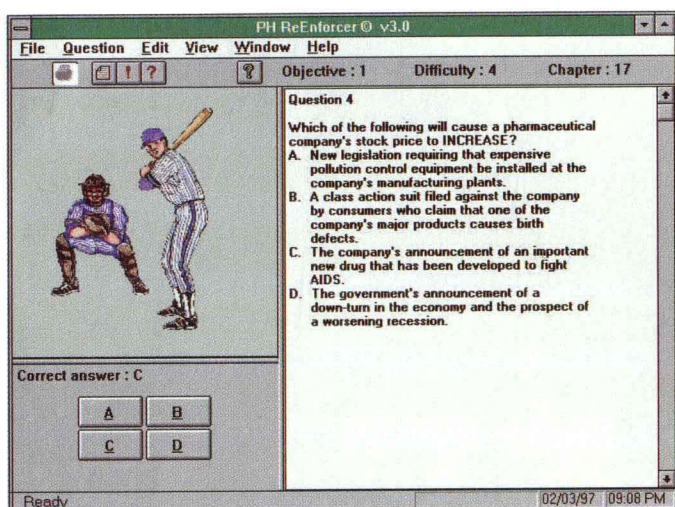 PH ReEnforcer © v3.0
File Question Edit View Window Help
! ? ? Objective : 1 Difficulty : 4 Chapter : 17
Question 4
Which of the following will cause a pharmaceutical
company's stock price to INCREASE?
A. New legislation requiring that expensive
pollution control equipment be installed at the
company's manufacturing plants.
B. A class action suit filed against the company
by consumers who claim that one of the
company's major products causes birth
defects.
C. The company's announcement of an important
new drug that has been developed to fight
AIDS.
D. The government's announcement of a
down-turn in the economy and the prospect of
a worsening recession.
Correct answer : C
A B
C D
Ready 02/03/97 09:08 PM